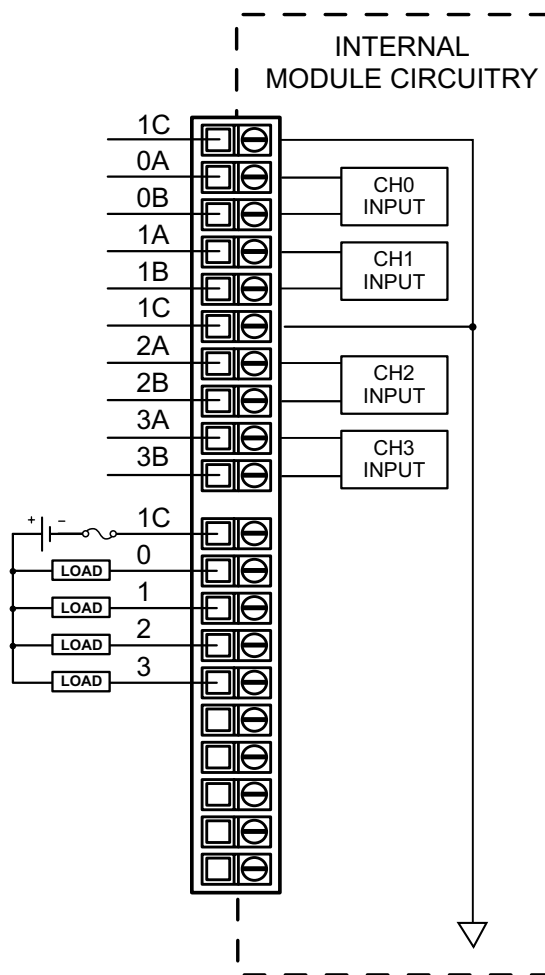 INTERNAL
MODULE CIRCUITRY
1C
0A
0B
CH0
INPUT
1A
1B
CH1
INPUT
1C
2A
2B
CH2
INPUT
3A
3B
CH3
INPUT
+ –
1C
LOAD 0
LOAD 1
LOAD 2
LOAD 3